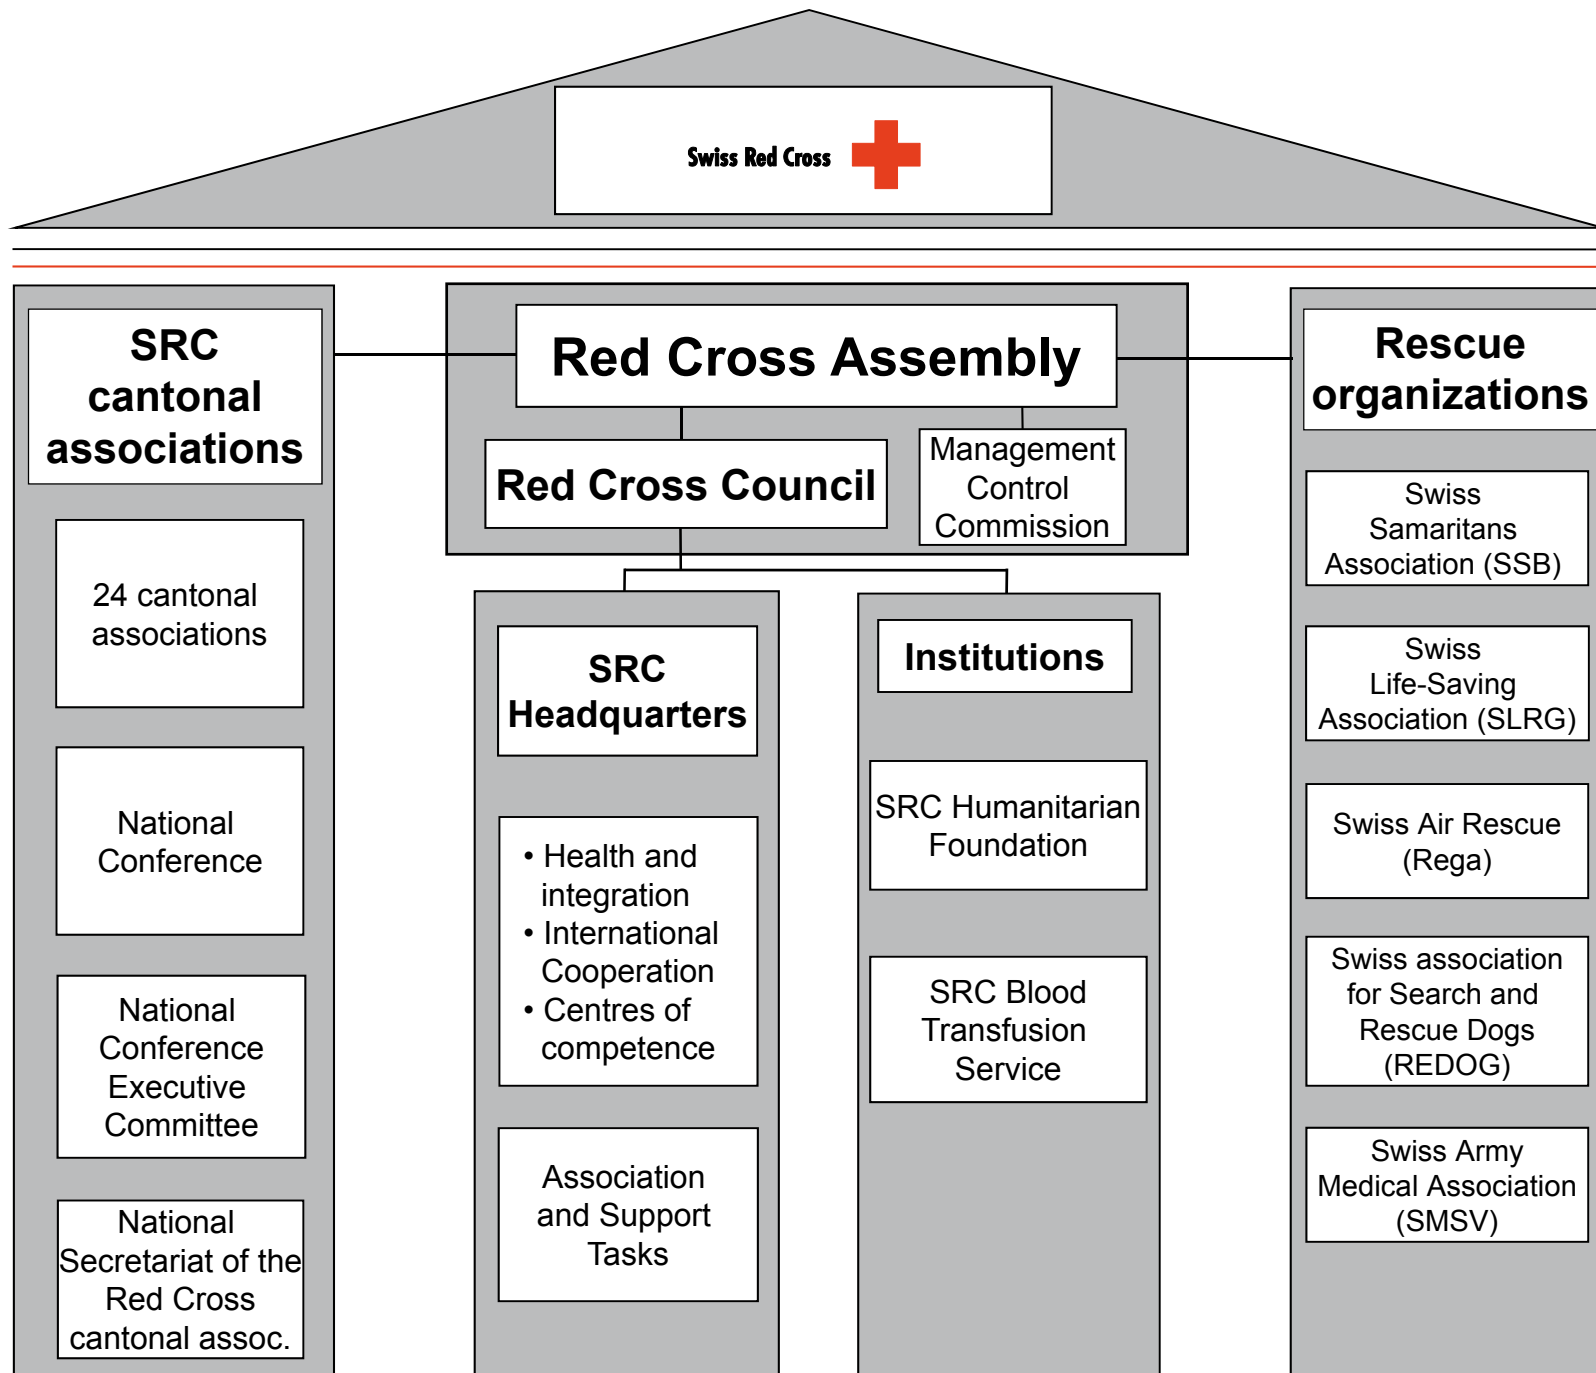 Swiss Red Cross
SRC
cantonal
associations
24 cantonal
associations
National
Conference
National
Conference
Executive
Committee
National
Secretariat of the
Red Cross
cantonal assoc.
Red Cross Assembly
Red Cross Council
Management
Control
Commission
SRC
Headquarters
• Health and
integration
• International
Cooperation
• Centres of
competence
Association
and Support
Tasks
Institutions
SRC Humanitarian
Foundation
SRC Blood
Transfusion
Service
Rescue
organizations
Swiss
Samaritans
Association (SSB)
Swiss
Life-Saving
Association (SLRG)
Swiss Air Rescue
(Rega)
Swiss association
for Search and
Rescue Dogs
(REDOG)
Swiss Army
Medical Association
(SMSV)